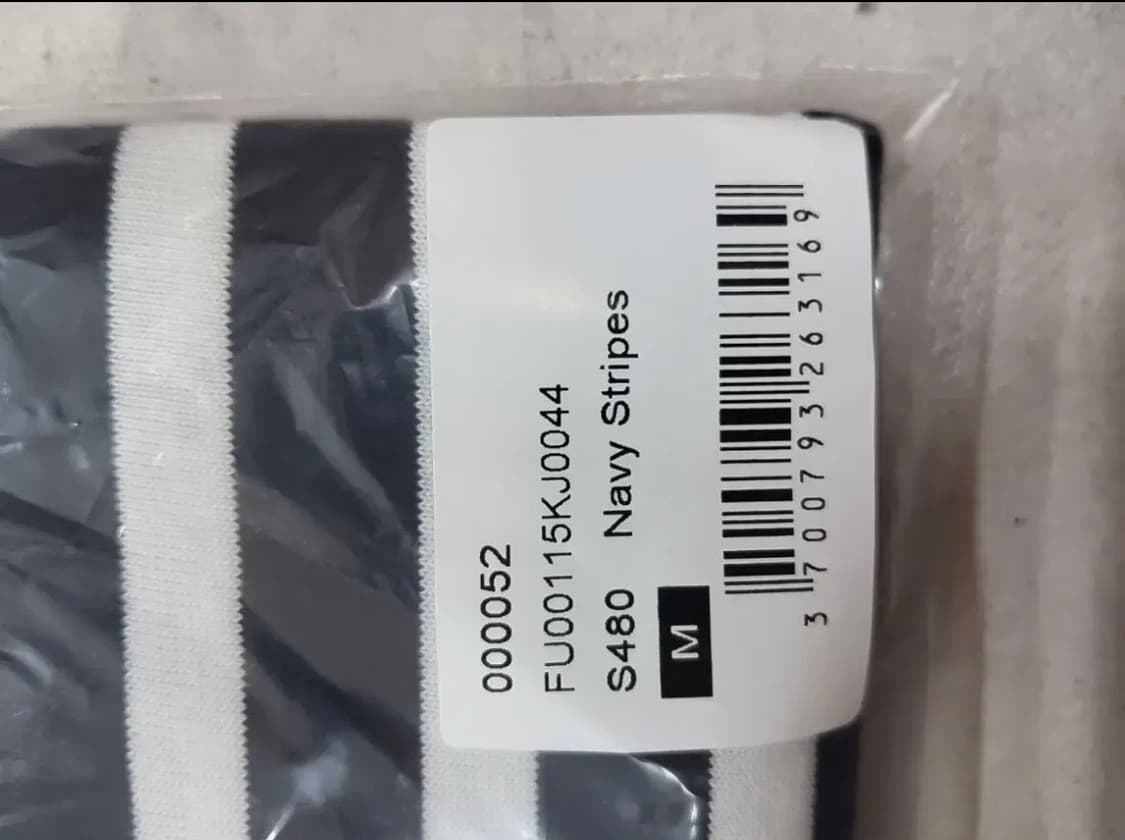 000052
FU00115KJ0044
S480 Navy Stripes
M
3 700793 263169